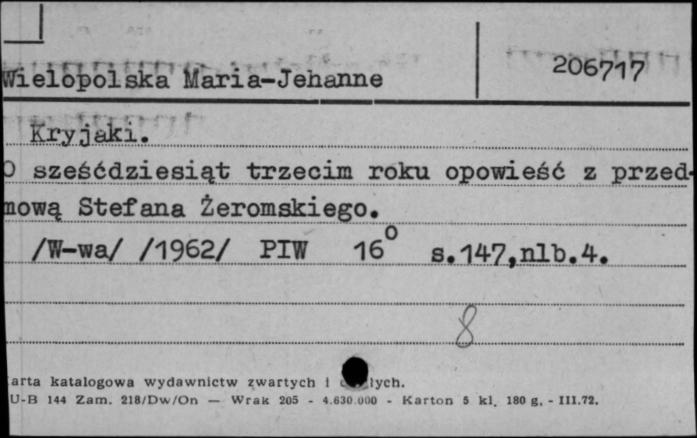 Wielopolska Maria-Jehanne 206717
Kryjaki.
O sześćdziesiąt trzecim roku opowieść z przed-
mową Stefana Żeromskiego.
/W-wa/ /1962/ PIW 16⁰ s.147,nlb.4.
8
arta katalogowa wydawnictw zwartych i
U-B 144 Zam. 218/Dw/On — Wrak 205 - 4.630.000 - Karton 5 kl. 180 g. - III.72.